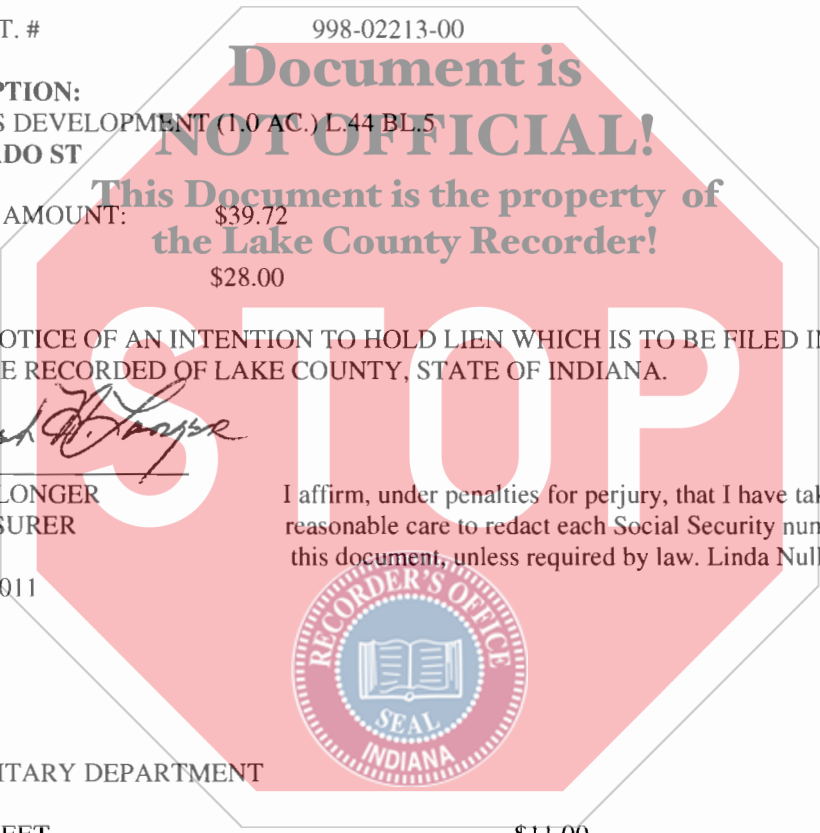 T. # 998-02213-00
Document is
PTION:
S DEVELOPMENT (1.0 AC.) L.44 BL.5
NOT OFFICIAL!
DO ST
This Document is the property of
AMOUNT: $39.72
the Lake County Recorder!
$28.00
OTICE OF AN INTENTION TO HOLD LIEN WHICH IS TO BE FILED IN
E RECORDED OF LAKE COUNTY, STATE OF INDIANA.
STOP
LONGER I affirm, under penalties for perjury, that I have tak
SURER reasonable care to redact each Social Security num
this document, unless required by law. Linda Null
011
RECORDER'S OFFICE
SEAL
INDIANA
ITARY DEPARTMENT
$11.00